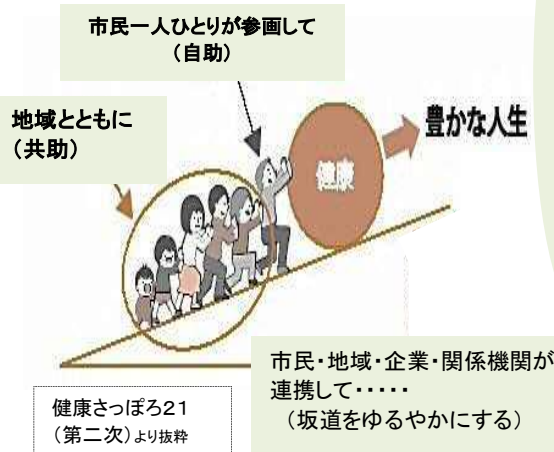 市民一人ひとりが参画して
(自助)
地域とともに
(共助)
健康
豊かな人生
市民・地域・企業・関係機関が
連携して・・・・・
(坂道をゆるやかにする)
健康さっぽろ21
(第二次)より抜粋